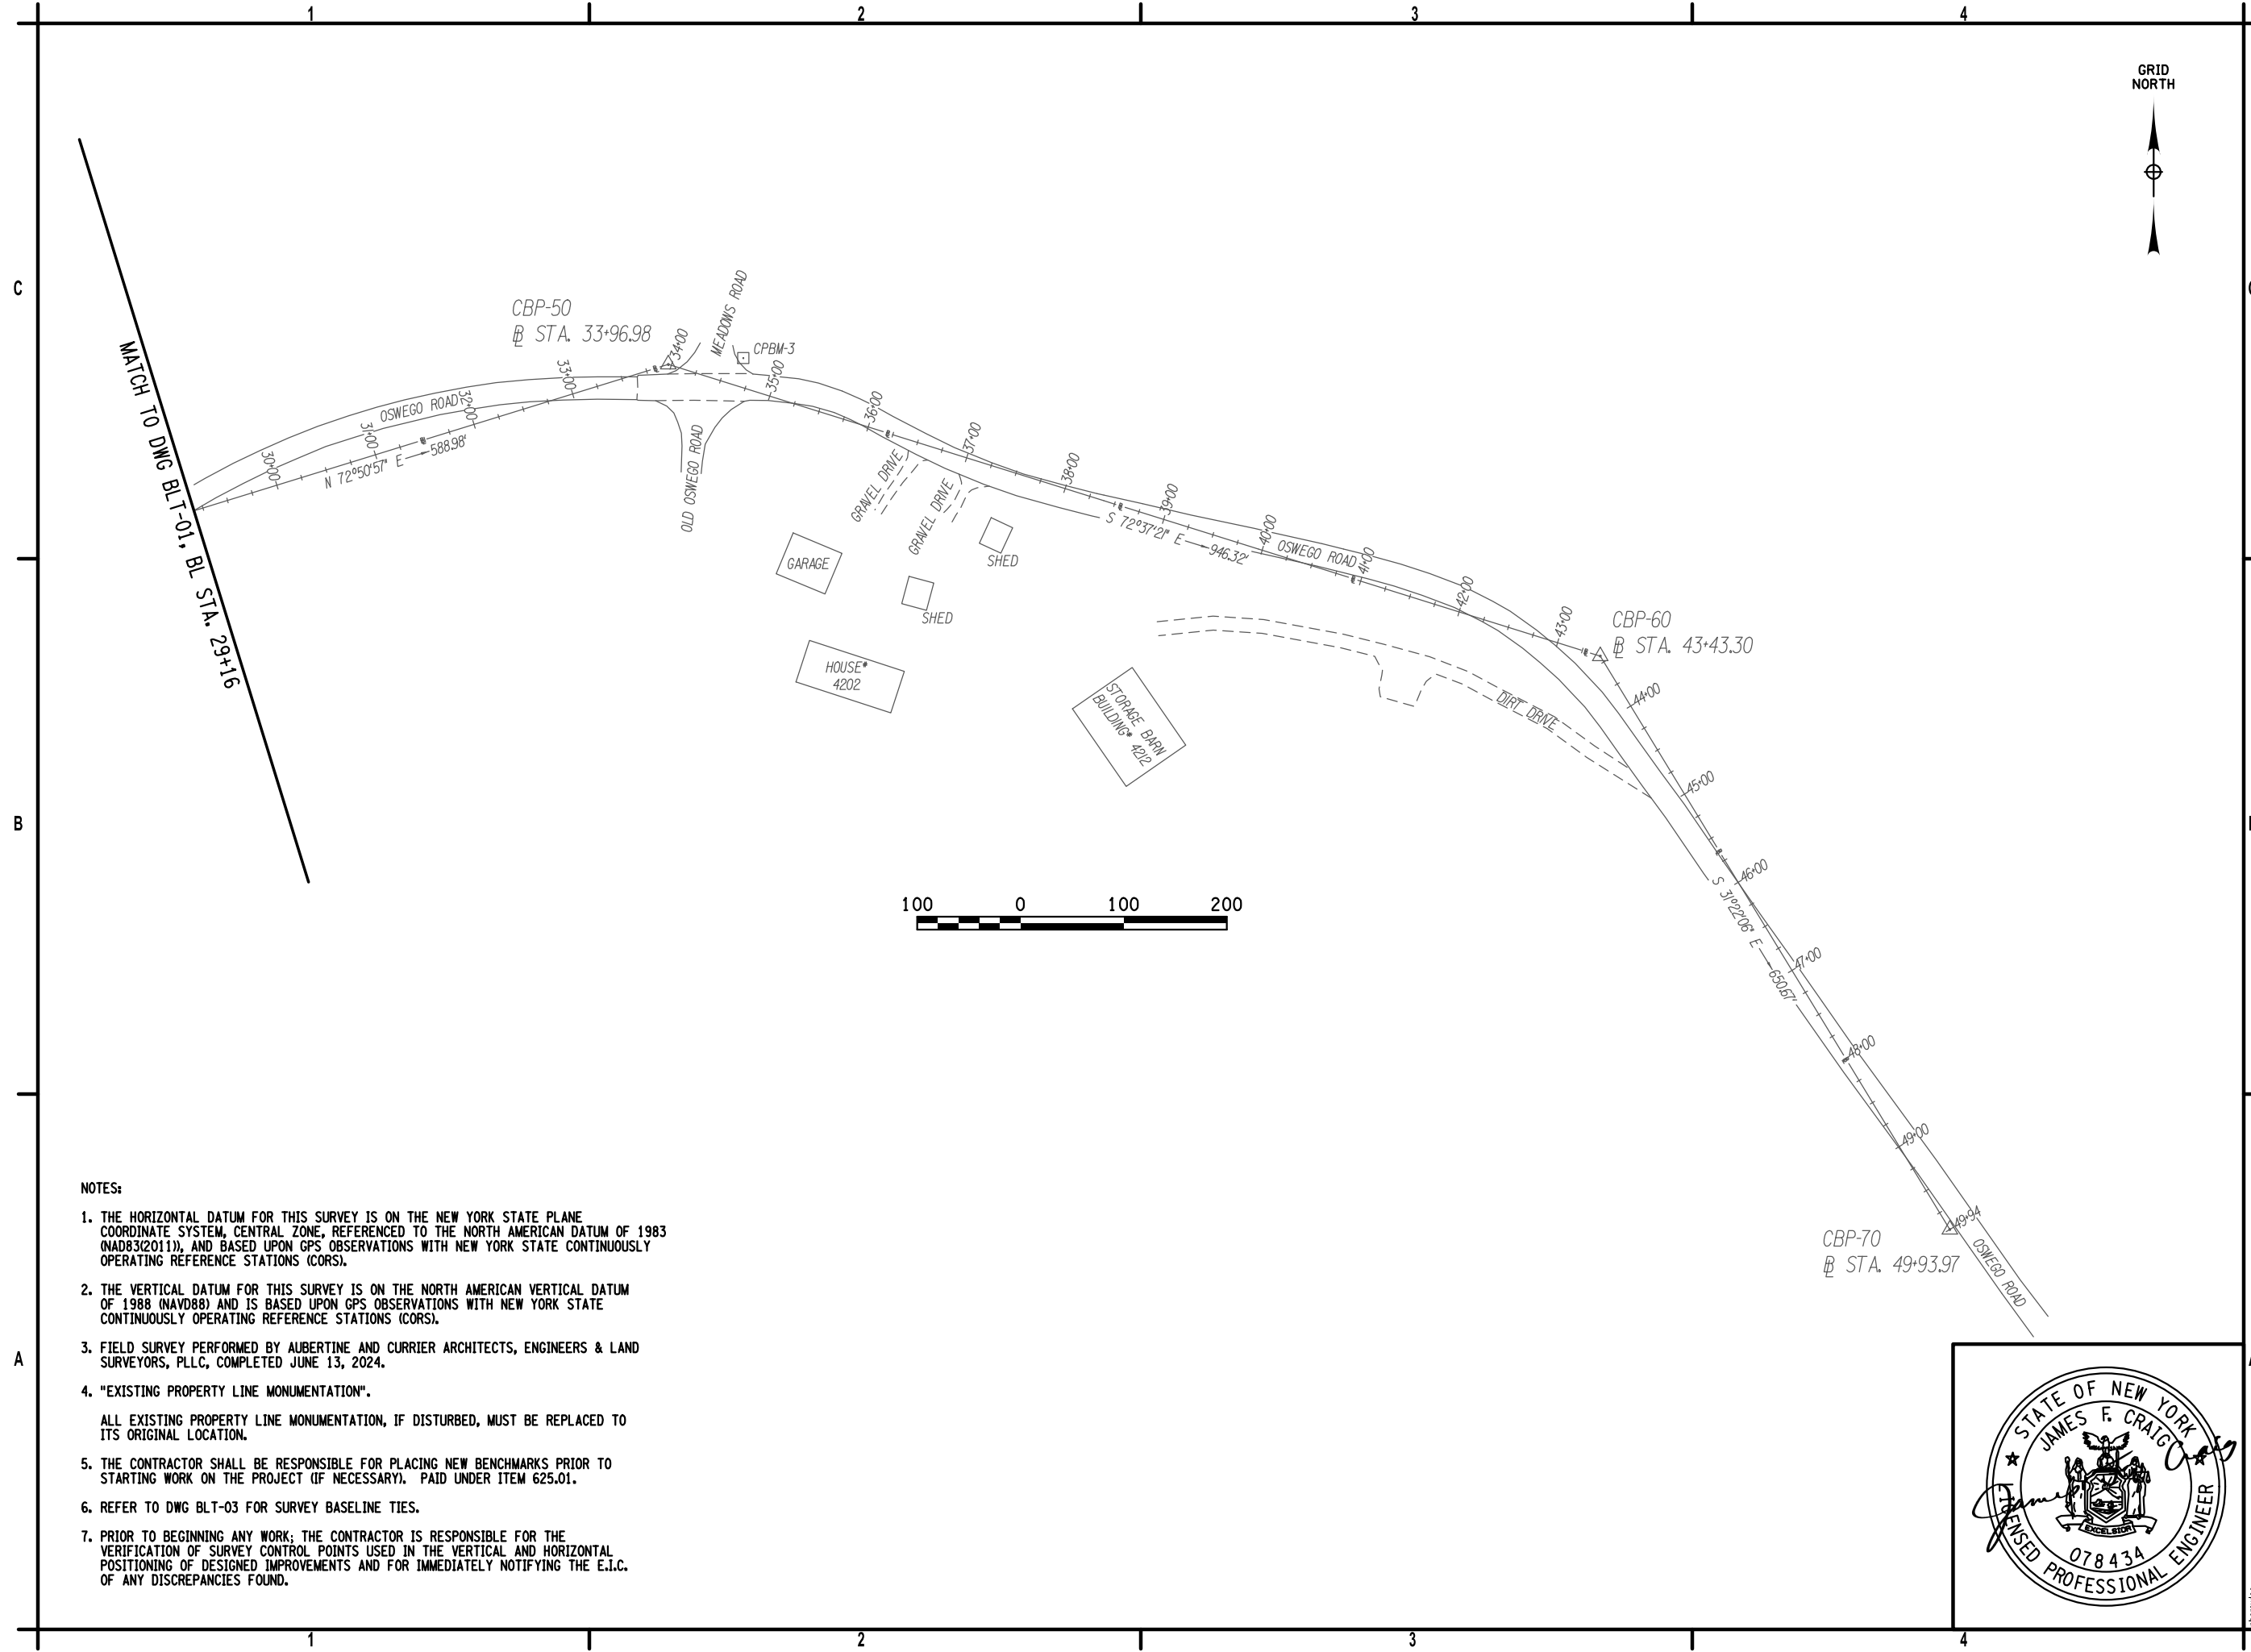 1 2 3 4
GRID
NORTH
C
CBP-50
℄ STA. 33+96.98
MEADOWS ROAD
CPBM-3
MATCH TO DWG BLT-01, BL STA. 29+16
OSWEGO ROAD
30+00
31+00
32+00
33+00
34+00
35+00
36+00
37+00
38+00
39+00
40+00
41+00
42+00
43+00
N 72°50'57" E 588.98'
OLD OSWEGO ROAD
GRAVEL DRIVE
GRAVEL DRIVE
S 72°37'21" E 946.32'
OSWEGO ROAD
GARAGE
SHED
SHED
HOUSE#
4202
STORAGE BARN
BUILDING# 4212
DIRT DRIVE
CBP-60
℄ STA. 43+43.30
44+00
45+00
46+00
47+00
48+00
49+00
49+94
B
S 31°22'06" E 650.67'
100 0 100 200
CBP-70
℄ STA. 49+93.97
OSWEGO ROAD
NOTES:
1. THE HORIZONTAL DATUM FOR THIS SURVEY IS ON THE NEW YORK STATE PLANE
COORDINATE SYSTEM, CENTRAL ZONE, REFERENCED TO THE NORTH AMERICAN DATUM OF 1983
(NAD83(2011)), AND BASED UPON GPS OBSERVATIONS WITH NEW YORK STATE CONTINUOUSLY
OPERATING REFERENCE STATIONS (CORS).
2. THE VERTICAL DATUM FOR THIS SURVEY IS ON THE NORTH AMERICAN VERTICAL DATUM
OF 1988 (NAVD88) AND IS BASED UPON GPS OBSERVATIONS WITH NEW YORK STATE
CONTINUOUSLY OPERATING REFERENCE STATIONS (CORS).
3. FIELD SURVEY PERFORMED BY AUBERTINE AND CURRIER ARCHITECTS, ENGINEERS & LAND
SURVEYORS, PLLC, COMPLETED JUNE 13, 2024.
A
4. "EXISTING PROPERTY LINE MONUMENTATION".
ALL EXISTING PROPERTY LINE MONUMENTATION, IF DISTURBED, MUST BE REPLACED TO
ITS ORIGINAL LOCATION.
5. THE CONTRACTOR SHALL BE RESPONSIBLE FOR PLACING NEW BENCHMARKS PRIOR TO
STARTING WORK ON THE PROJECT (IF NECESSARY). PAID UNDER ITEM 625.01.
6. REFER TO DWG BLT-03 FOR SURVEY BASELINE TIES.
7. PRIOR TO BEGINNING ANY WORK; THE CONTRACTOR IS RESPONSIBLE FOR THE
VERIFICATION OF SURVEY CONTROL POINTS USED IN THE VERTICAL AND HORIZONTAL
POSITIONING OF DESIGNED IMPROVEMENTS AND FOR IMMEDIATELY NOTIFYING THE E.I.C.
OF ANY DISCREPANCIES FOUND.
STATE OF NEW YORK
JAMES F. CRAIG
James Craig
EXCELSIOR
078434
LICENSED PROFESSIONAL ENGINEER
1 2 3 4